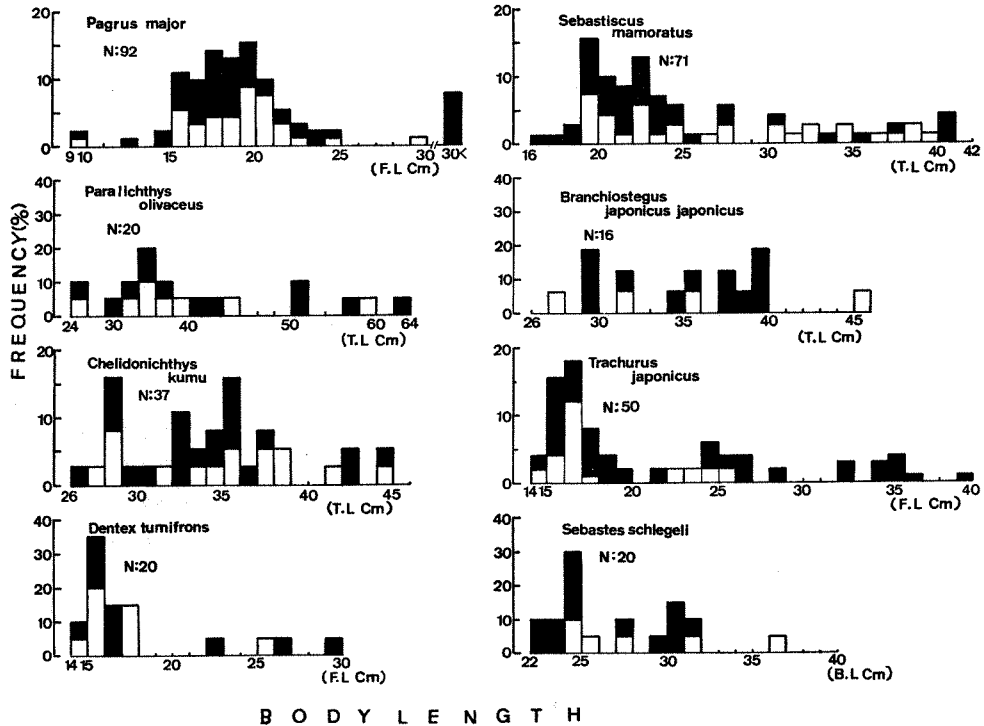 FREQUENCY(%)
Pagrus major
N:92
20
10
0
9 10 15 20 25 30 30<
(F.L Cm)
Sebastiscus
mamoratus
N:71
20
10
0
16 20 25 30 35 40 42
(T.L Cm)
Paralichthys
olivaceus
N:20
40
30
20
10
0
24 30 40 50 60 64
(T.L Cm)
Branchiostegus
japonicus japonicus
N:16
40
30
20
10
0
26 30 35 40 45
(T.L Cm)
Chelidonichthys
kumu
N:37
20
10
0
26 30 35 40 45
(T.L Cm)
Trachurus
japonicus
N:50
20
10
0
14 15 20 25 30 35 40
(F.L Cm)
Dentex tumifrons
N:20
40
30
20
10
0
14 15 20 25 30
(F.L Cm)
Sebastes schlegeli
N:20
40
30
20
10
0
22 25 30 35 40
(B.L Cm)
BODY LENGTH